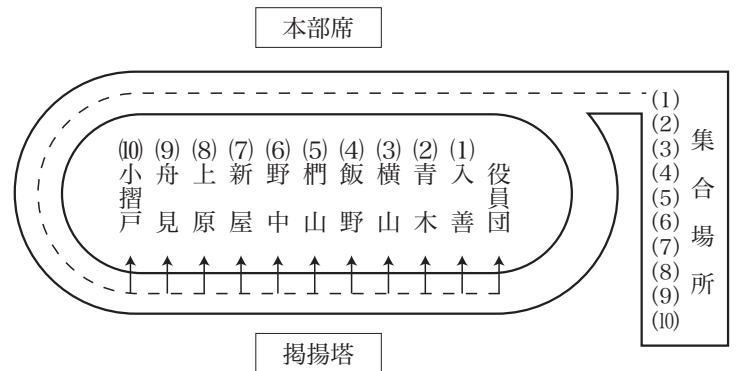 本部席
(1)
(2)
(3)
(4)
(5)
(6)
(7)
(8)
(9)
(10)
集合場所
役員団
(1)入善
(2)青木
(3)横山
(4)飯野
(5)椚山
(6)野中
(7)新屋
(8)上原
(9)舟見
(10)小摺戸
掲揚塔